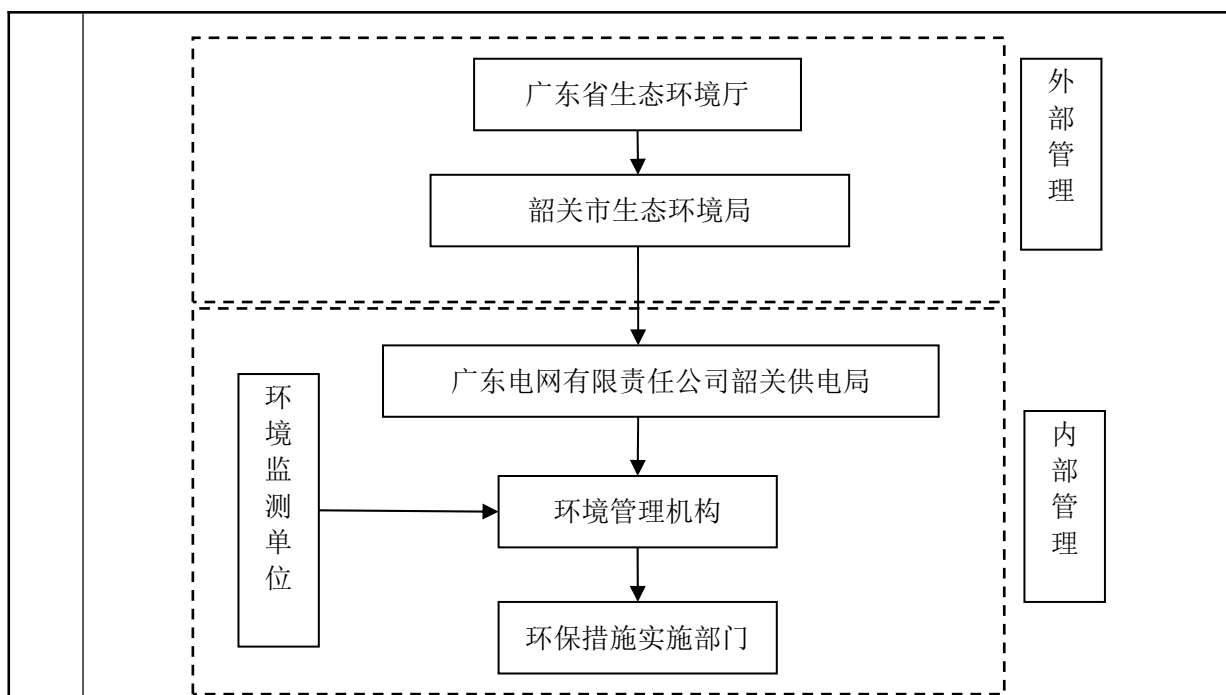 广东省生态环境厅
外部管理
韶关市生态环境局
广东电网有限责任公司韶关供电局
环境监测单位
内部管理
环境管理机构
环保措施实施部门